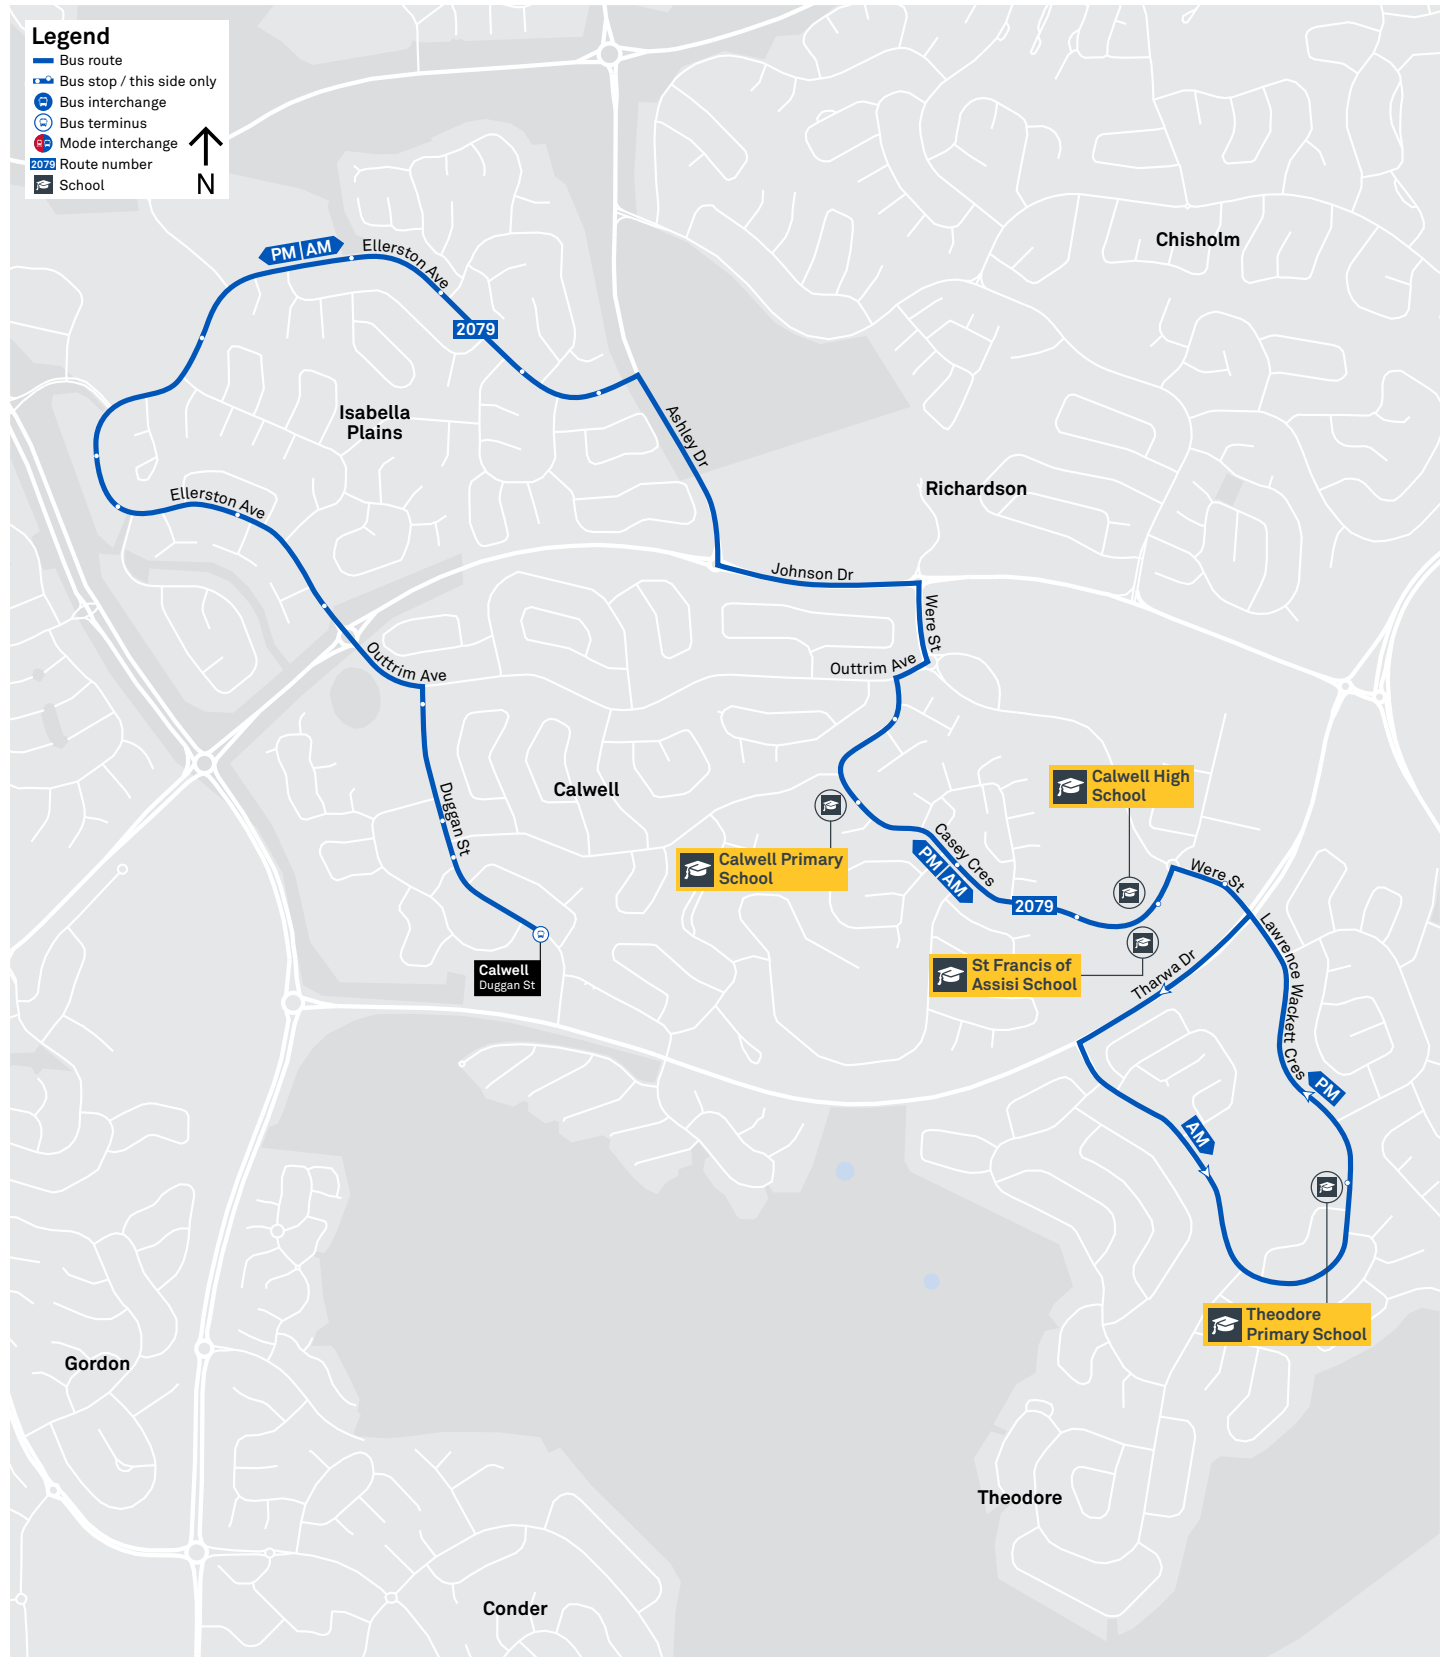 Legend
Bus route
Bus stop / this side only
Bus interchange
Bus terminus
Mode interchange
2079 Route number
School
N
Chisholm
PM AM
Ellerston Ave
2079
Isabella
Plains
Ashley Dr
Richardson
Ellerston Ave
Johnson Dr
Were St
Outtrim Ave
Outtrim Ave
Calwell
Duggan St
Calwell High
School
Calwell Primary
School
Casey Cres
PM AM
2079
Were St
Lawrence Wackett Cres
Calwell
Duggan St
St Francis of
Assisi School
Tharwa Dr
PM
AM
Theodore
Primary School
Gordon
Theodore
Conder